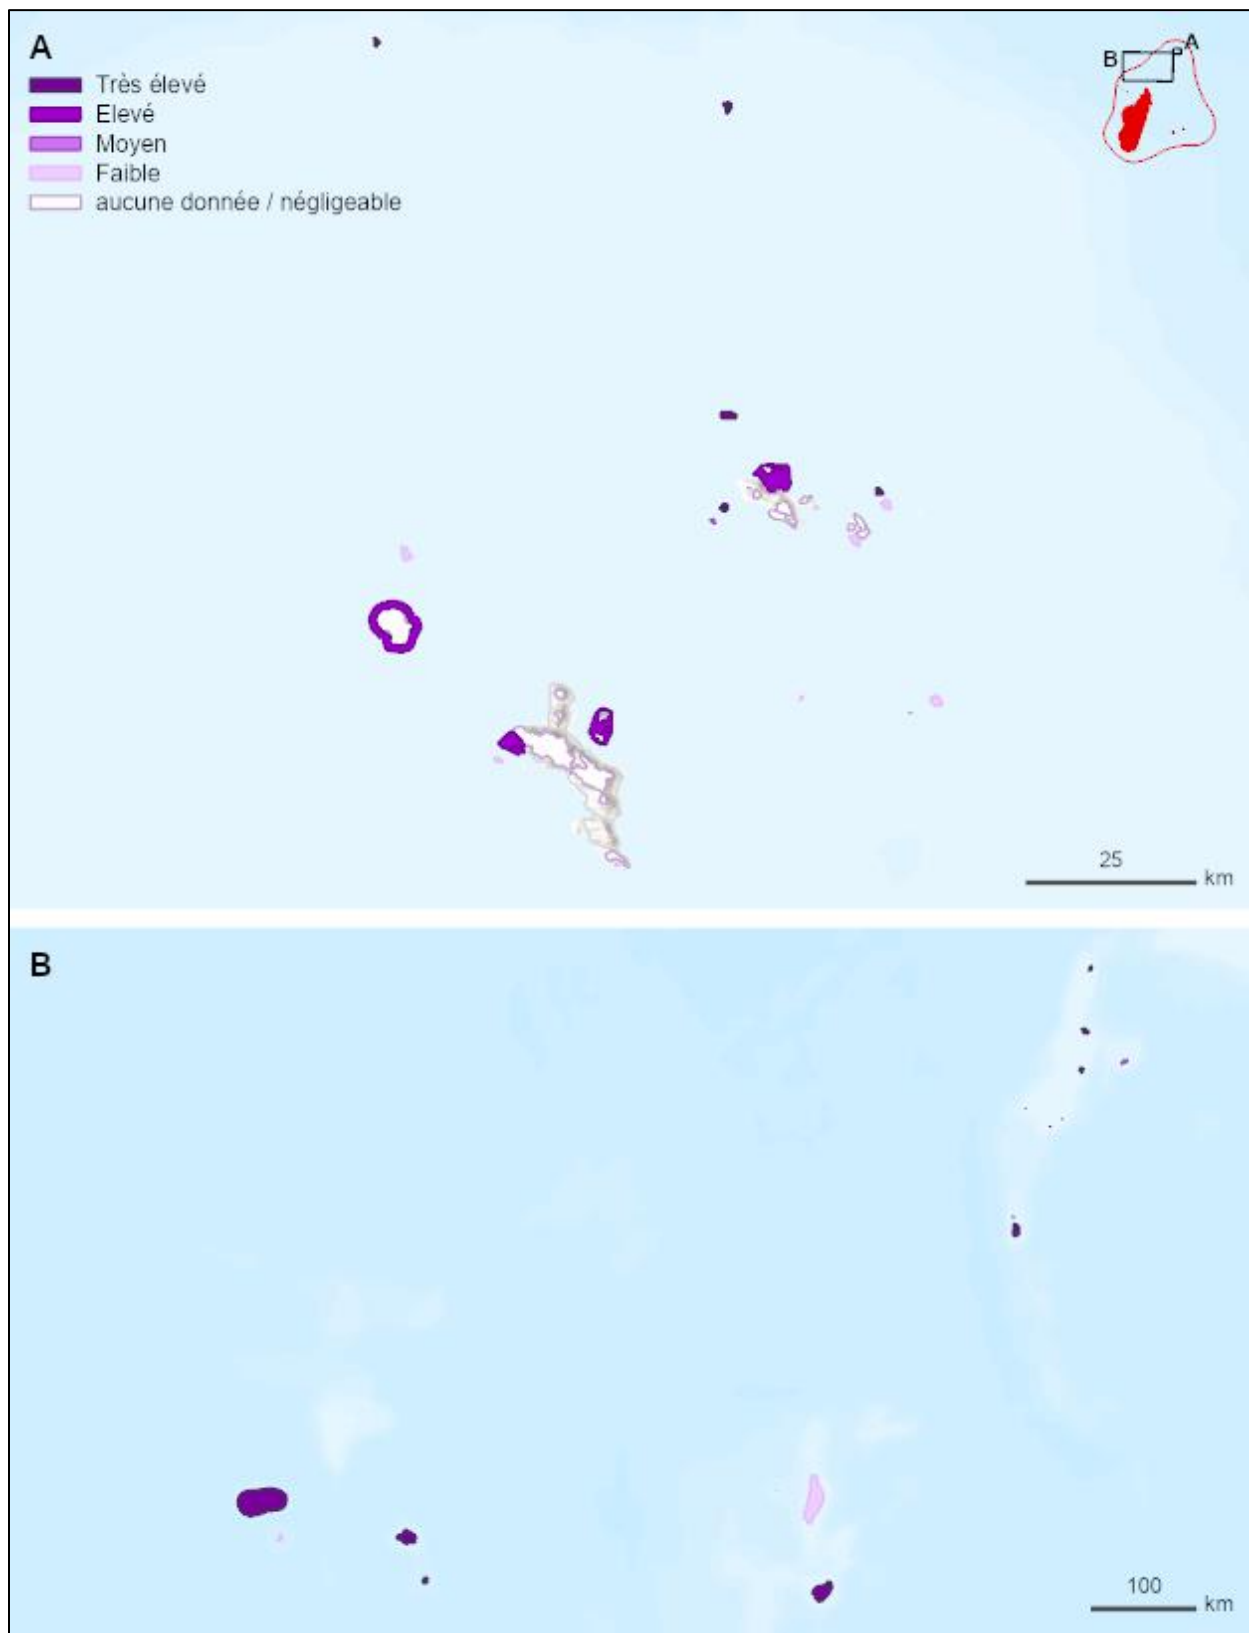 A
Très élevé
Elevé
Moyen
Faible
aucune donnée / négligeable
B
A
25
km
B
100
km